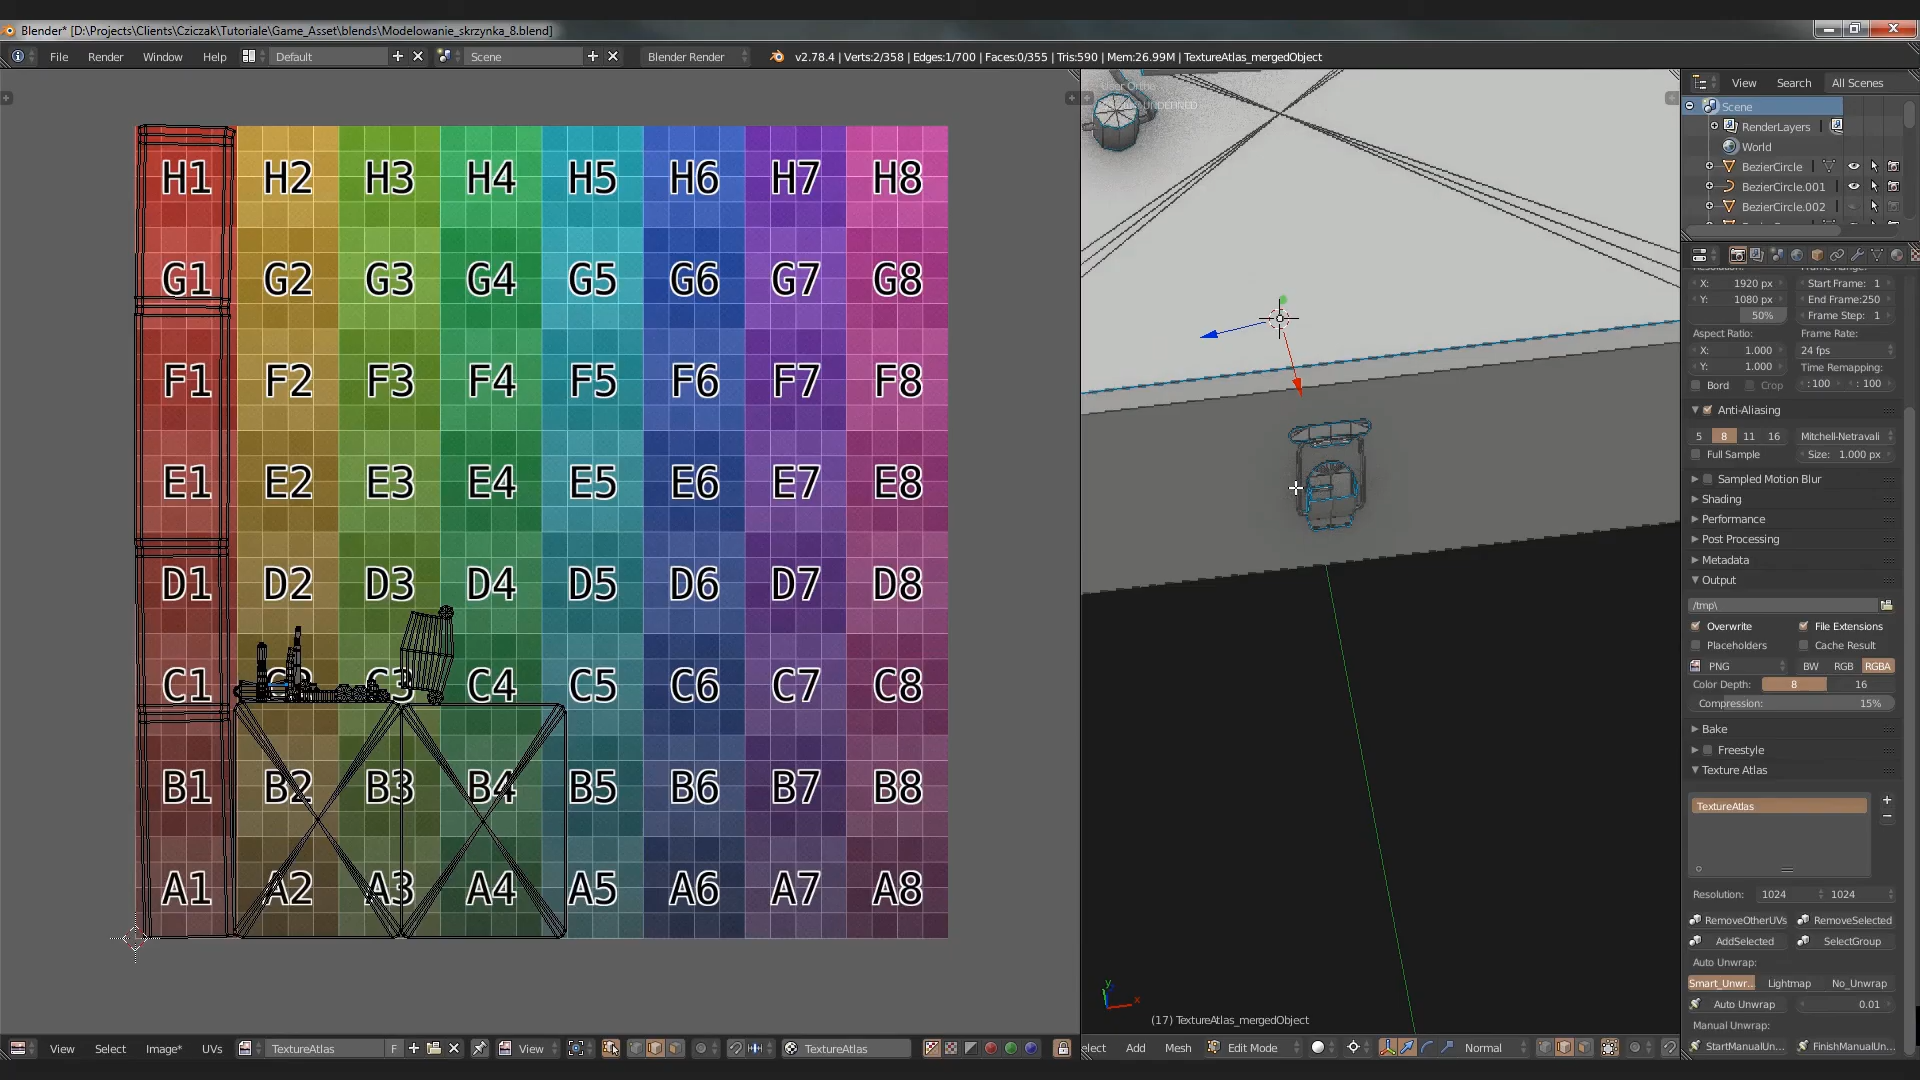 Blender* [D:\Projects\Clients\Cziczak\Tutoriale\Game_Asset\blends\Modelowanie_skrzynka_8.blend]
File Render Window Help Default Scene Blender Render v2.78.4 | Verts:2/358 | Edges:1/700 | Faces:0/355 | Tris:590 | Mem:26.99M | TextureAtlas_mergedObject
View Search All Scenes
Scene
RenderLayers
World
BezierCircle
BezierCircle.001
BezierCircle.002
User Ortho
H1 H2 H3 H4 H5 H6 H7 H8
G1 G2 G3 G4 G5 G6 G7 G8
F1 F2 F3 F4 F5 F6 F7 F8
E1 E2 E3 E4 E5 E6 E7 E8
D1 D2 D3 D4 D5 D6 D7 D8
C1 C3 C4 C5 C6 C7 C8
B1 B2 B3 B4 B5 B6 B7 B8
A1 A2 A3 A4 A5 A6 A7 A8
y
x
(17) TextureAtlas_mergedObject
Resolution: Frame Range:
X: 1920 px Start Frame: 1
Y: 1080 px End Frame:250
50% Frame Step: 1
Aspect Ratio: Frame Rate:
X: 1.000 24 fps
Y: 1.000 Time Remapping:
Bord Crop :100 :100
Anti-Aliasing
5 8 11 16 Mitchell-Netravali
Full Sample Size: 1.000 px
Sampled Motion Blur
Shading
Performance
Post Processing
Metadata
Output
/tmp\
Overwrite File Extensions
Placeholders Cache Result
PNG BW RGB RGBA
Color Depth: 8 16
Compression: 15%
Bake
Freestyle
Texture Atlas
TextureAtlas
Resolution: 1024 1024
RemoveOtherUVs RemoveSelected
AddSelected SelectGroup
Auto Unwrap:
Smart_Unwr... Lightmap No_Unwrap
Auto Unwrap 0.01
Manual Unwrap:
StartManualUn... FinishManualUn...
View Select Image* UVs TextureAtlas F View TextureAtlas
elect Add Mesh Edit Mode Normal